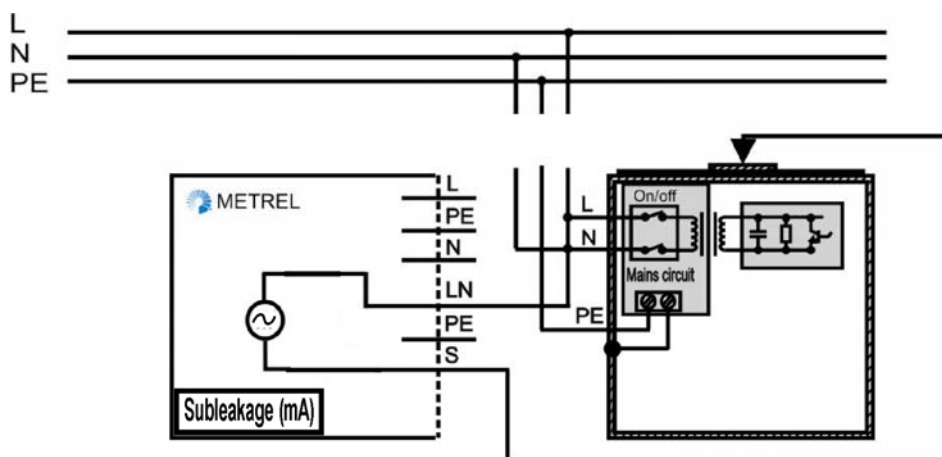 L
N
PE
METREL
L
PE
N
LN
PE
S
Subleakage (mA)
L
N
PE
On/off
Mains circuit